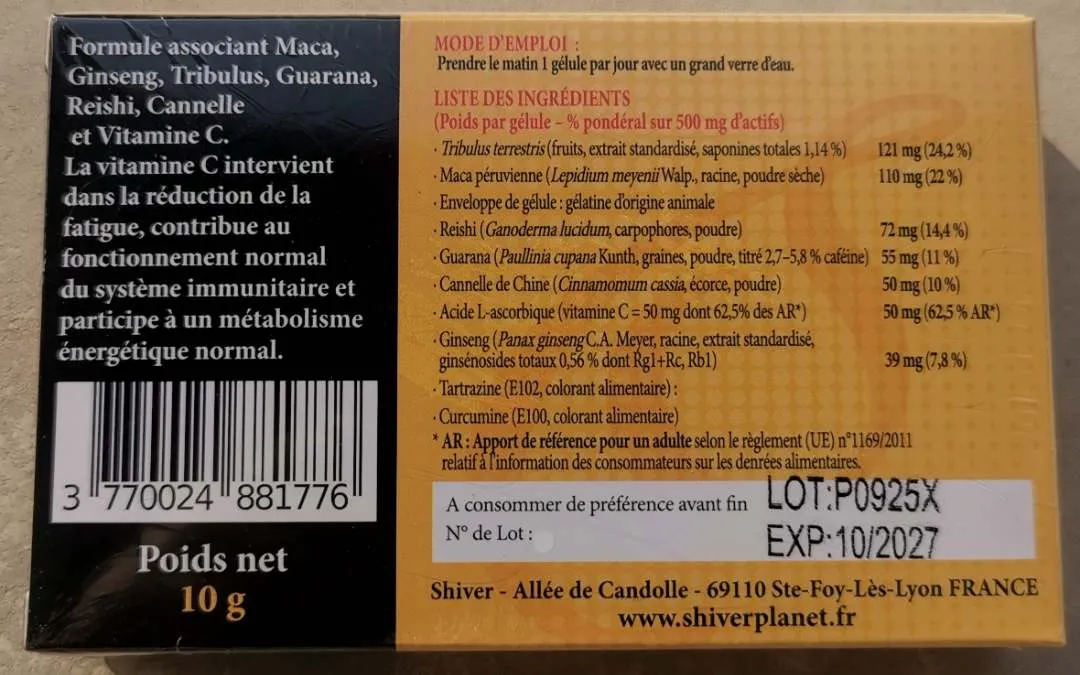 Formule associant Maca,
Ginseng, Tribulus, Guarana,
Reishi, Cannelle
et Vitamine C.
La vitamine C intervient
dans la réduction de la
fatigue, contribue au
fonctionnement normal
du système immunitaire et
participe à un métabolisme
énergétique normal.
3 770024 881776
Poids net
10 g
MODE D'EMPLOI :
Prendre le matin 1 gélule par jour avec un grand verre d'eau.
LISTE DES INGRÉDIENTS
(Poids par gélule – % pondéral sur 500 mg d'actifs)
· Tribulus terrestris (fruits, extrait standardisé, saponines totales 1,14 %) 121 mg (24,2 %)
· Maca péruvienne (Lepidium meyenii Walp., racine, poudre sèche) 110 mg (22 %)
· Enveloppe de gélule : gélatine d'origine animale
· Reishi (Ganoderma lucidum, carpophores, poudre) 72 mg (14,4 %)
· Guarana (Paullinia cupana Kunth, graines, poudre, titré 2,7–5,8 % caféine) 55 mg (11 %)
· Cannelle de Chine (Cinnamomum cassia, écorce, poudre) 50 mg (10 %)
· Acide L-ascorbique (vitamine C = 50 mg dont 62,5% des AR*) 50 mg (62,5 % AR*)
· Ginseng (Panax ginseng C.A. Meyer, racine, extrait standardisé,
ginsénosides totaux 0,56 % dont Rg1+Rc, Rb1) 39 mg (7,8 %)
· Tartrazine (E102, colorant alimentaire) :
· Curcumine (E100, colorant alimentaire)
* AR : Apport de référence pour un adulte selon le règlement (UE) n°1169/2011
relatif à l'information des consommateurs sur les denrées alimentaires.
A consommer de préférence avant fin LOT:P0925X
N° de Lot : EXP:10/2027
Shiver - Allée de Candolle - 69110 Ste-Foy-Lès-Lyon FRANCE
www.shiverplanet.fr